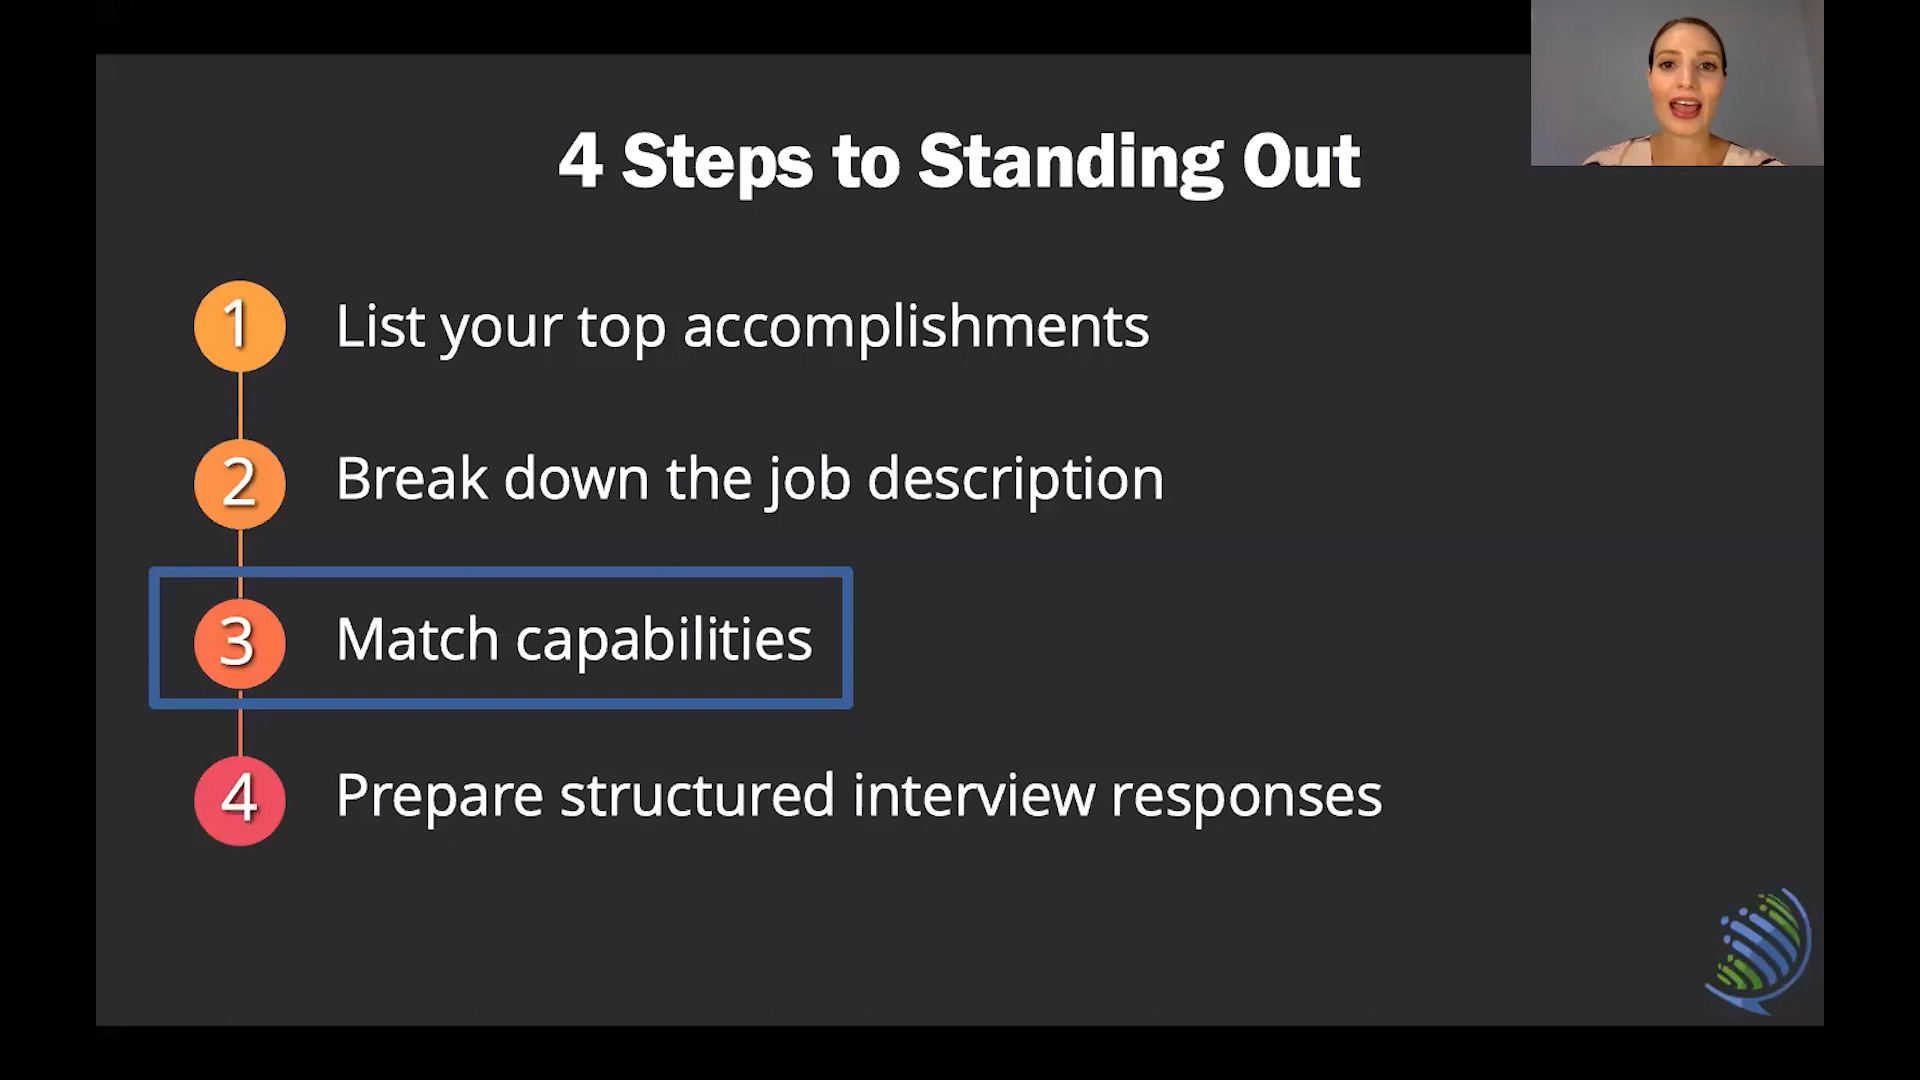 4 Steps to Standing Out
1 List your top accomplishments
2 Break down the job description
3 Match capabilities
4 Prepare structured interview responses